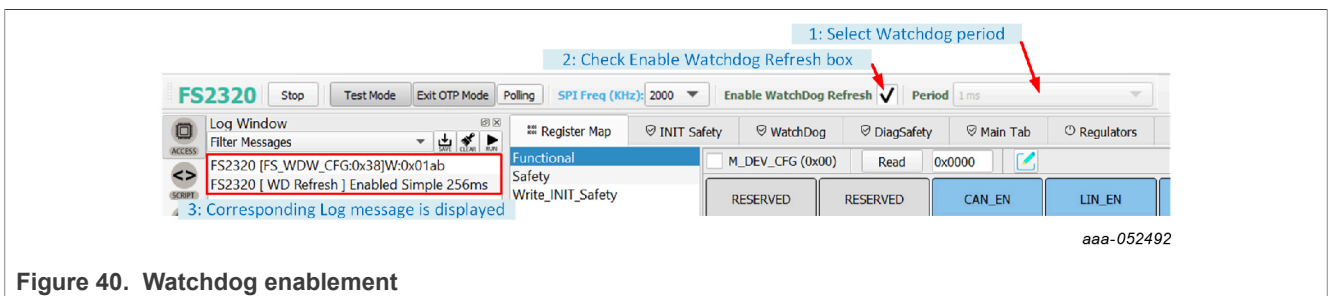 1: Select Watchdog period
2: Check Enable Watchdog Refresh box
FS2320 Stop Test Mode Exit OTP Mode Polling SPI Freq (KHz): 2000 Enable WatchDog Refresh Period 1 ms
Log Window Register Map INIT Safety WatchDog DiagSafety Main Tab Regulators
ACCESS Filter Messages SAVE CLEAR RUN
FS2320 [FS_WDW_CFG:0x38]W:0x01ab Functional M_DEV_CFG (0x00) Read 0x0000
FS2320 [ WD Refresh ] Enabled Simple 256ms Safety
SCRIPT Write_INIT_Safety RESERVED RESERVED CAN_EN LIN_EN
3: Corresponding Log message is displayed
aaa-052492
Figure 40. Watchdog enablement